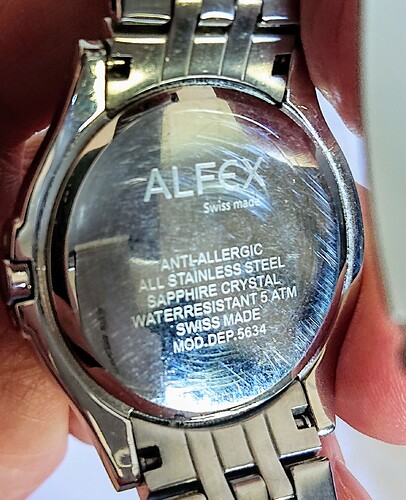 ALFEX
Swiss made
ANTI-ALLERGIC
ALL STAINLESS STEEL
SAPPHIRE CRYSTAL
WATERRESISTANT 5 ATM
SWISS MADE
MOD.DEP.5634